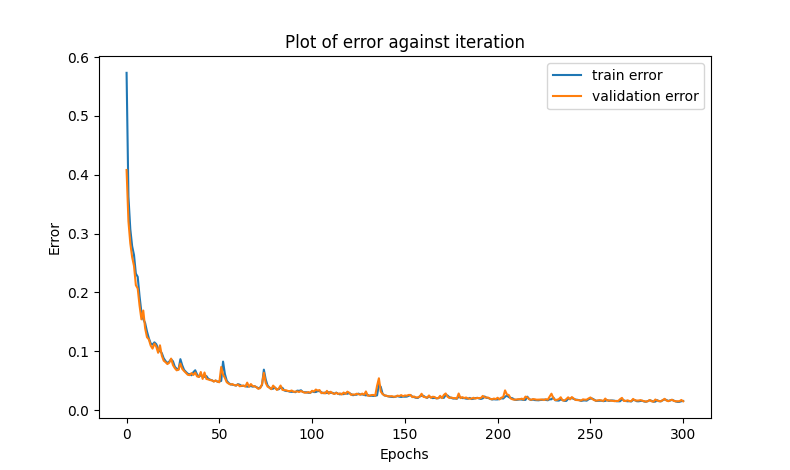 Plot of error against iteration
train error
validation error
Error
0.6
0.5
0.4
0.3
0.2
0.1
0.0
0
50
100
150
200
250
300
Epochs